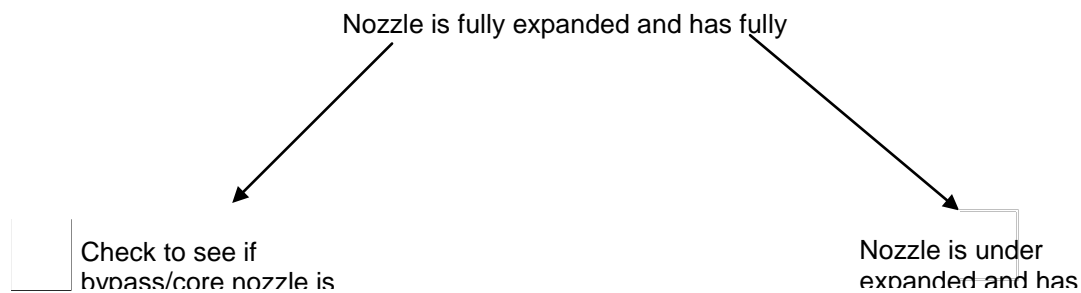 Nozzle is fully expanded and has fully
Check to see if
bypass/core nozzle is
Nozzle is under
expanded and has